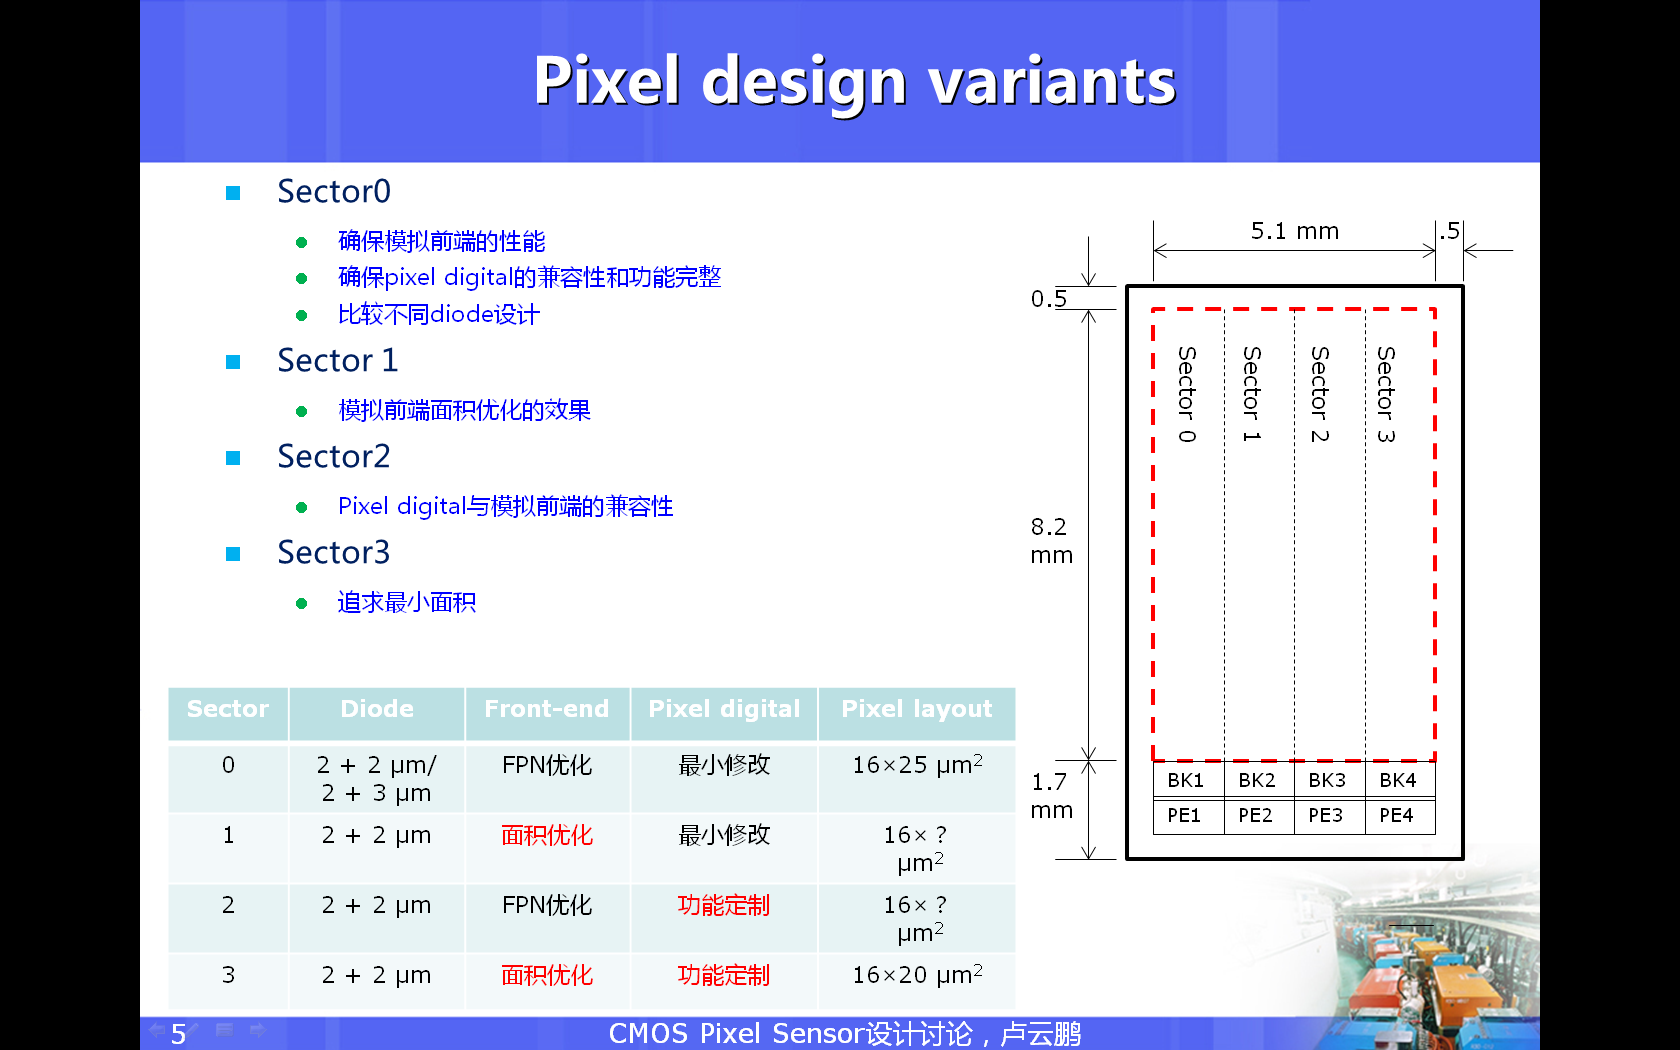 Pixel design variants
Sector0
确保模拟前端的性能
确保pixel digital的兼容性和功能完整
比较不同diode设计
Sector 1
模拟前端面积优化的效果
Sector2
Pixel digital与模拟前端的兼容性
Sector3
追求最小面积
5.1 mm
.5
0.5
8.2
mm
1.7
mm
Sector 0
Sector 1
Sector 2
Sector 3
BK1 BK2 BK3 BK4
PE1 PE2 PE3 PE4
Sector Diode Front-end Pixel digital Pixel layout
0 2 + 2 µm/ FPN优化 最小修改 16×25 µm²
2 + 3 µm
1 2 + 2 µm 面积优化 最小修改 16× ?
µm²
2 2 + 2 µm FPN优化 功能定制 16× ?
µm²
3 2 + 2 µm 面积优化 功能定制 16×20 µm²
5
CMOS Pixel Sensor设计讨论，卢云鹏